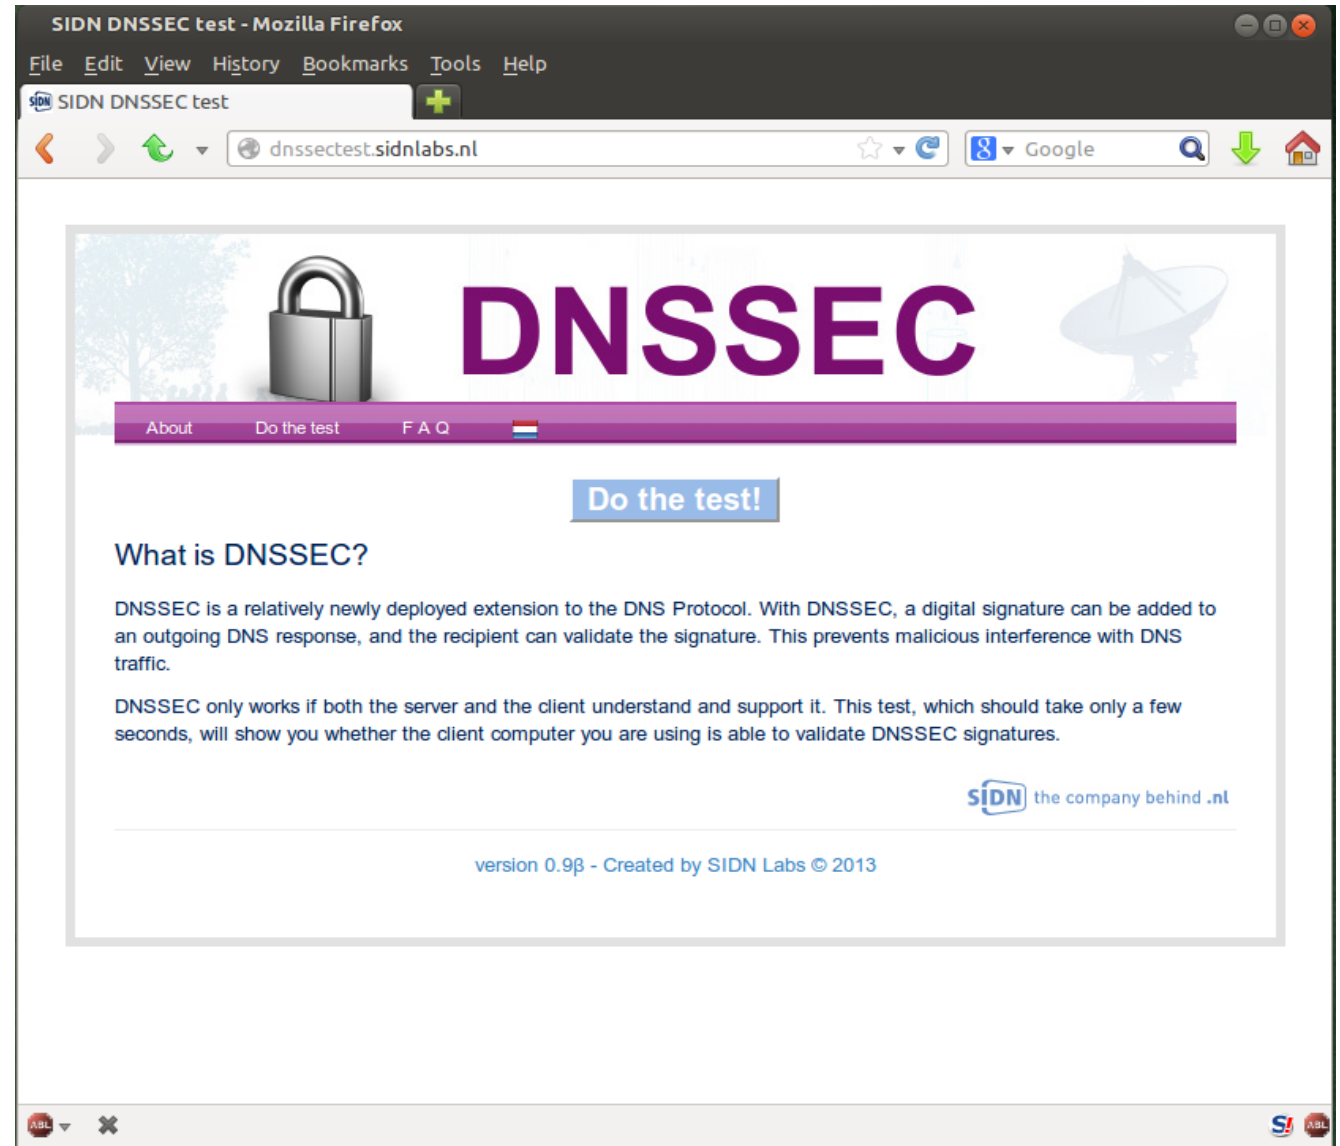 SIDN DNSSEC test - Mozilla Firefox
File Edit View History Bookmarks Tools Help
SIDN SIDN DNSSEC test
dnssectest.sidnlabs.nl
8 Google
DNSSEC
About Do the test F A Q
Do the test!
What is DNSSEC?
DNSSEC is a relatively newly deployed extension to the DNS Protocol. With DNSSEC, a digital signature can be added to
an outgoing DNS response, and the recipient can validate the signature. This prevents malicious interference with DNS
traffic.
DNSSEC only works if both the server and the client understand and support it. This test, which should take only a few
seconds, will show you whether the client computer you are using is able to validate DNSSEC signatures.
SIDN the company behind .nl
version 0.9β - Created by SIDN Labs © 2013
ABL S! ABL